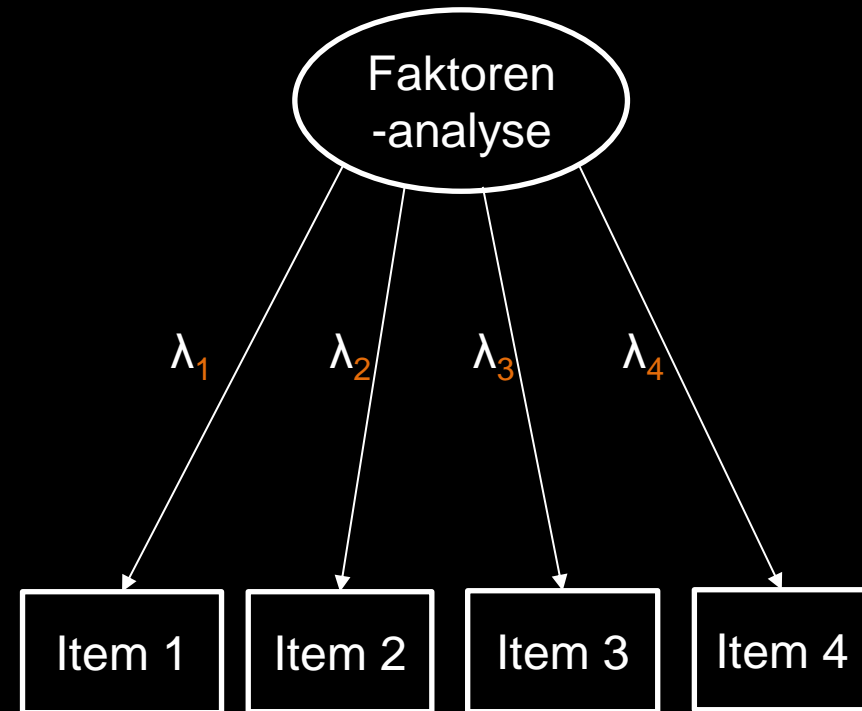 Faktoren
-analyse
λ1 λ2 λ3 λ4
Item 1 Item 2 Item 3 Item 4